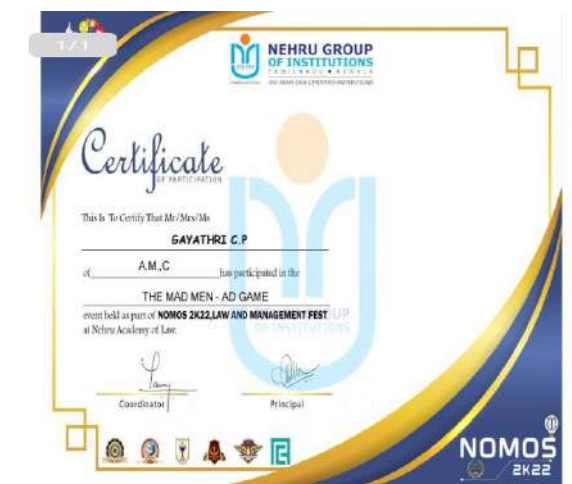 1/1
NEHRU GROUP
OF INSTITUTIONS
TAMILNADU • KERALA
Certificate
OF PARTICIPATION
This Is To Certify That Mr/Mrs/Ms
GAYATHRI C.P
of A.M.,C has participated in the
THE MAD MEN - AD GAME
event held as part of NOMOS 2K22,LAW AND MANAGEMENT FEST
at Nehru Academy of Law.
Coordinator Principal
NOMOS
2K22